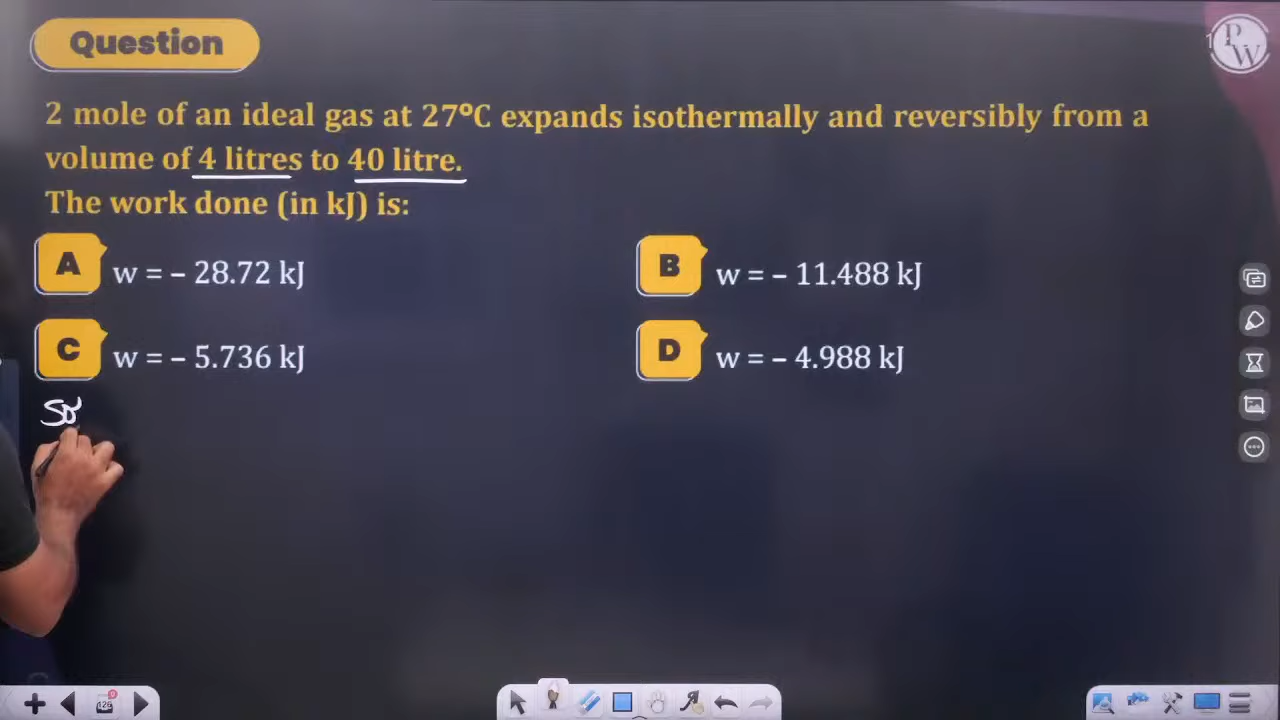 Question
PW
2 mole of an ideal gas at 27°C expands isothermally and reversibly from a
volume of 4 litres to 40 litre.
The work done (in kJ) is:
A w = – 28.72 kJ
B w = – 11.488 kJ
C w = – 5.736 kJ
D w = – 4.988 kJ
126